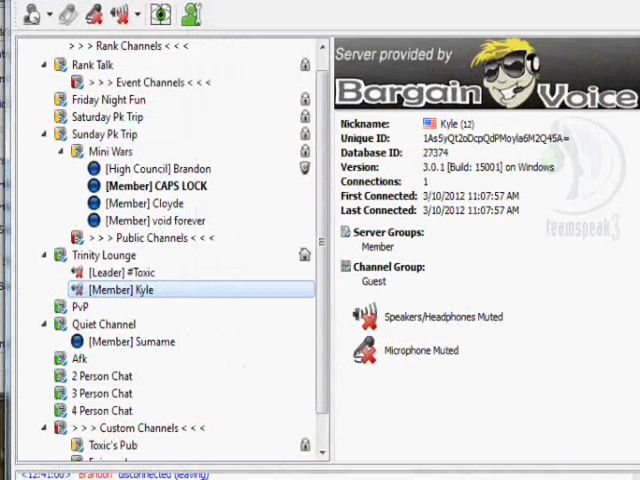 > > > Rank Channels < < <
Rank Talk
> > > Event Channels < < <
Friday Night Fun
Saturday Pk Trip
Sunday Pk Trip
Mini Wars
[High Council] Brandon
[Member] CAPS LOCK
[Member] Cloyde
[Member] void forever
> > > Public Channels < < <
Trinity Lounge
[Leader] #Toxic
[Member] Kyle
PvP
Quiet Channel
[Member] Surname
Afk
2 Person Chat
3 Person Chat
4 Person Chat
> > > Custom Channels < < <
Toxic's Pub
Server provided by
Bargain Voice
Nickname: Kyle (12)
Unique ID: 1As5yQt2oDcpQdPMoyla6M2Q45A=
Database ID: 27374
Version: 3.0.1 [Build: 15001] on Windows
Connections: 1
First Connected: 3/10/2012 11:07:57 AM
Last Connected: 3/10/2012 11:07:57 AM
teamspeak3
Server Groups:
Member
Channel Group:
Guest
Speakers/Headphones Muted
Microphone Muted
<12:41:00> "Brandon" disconnected (leaving)